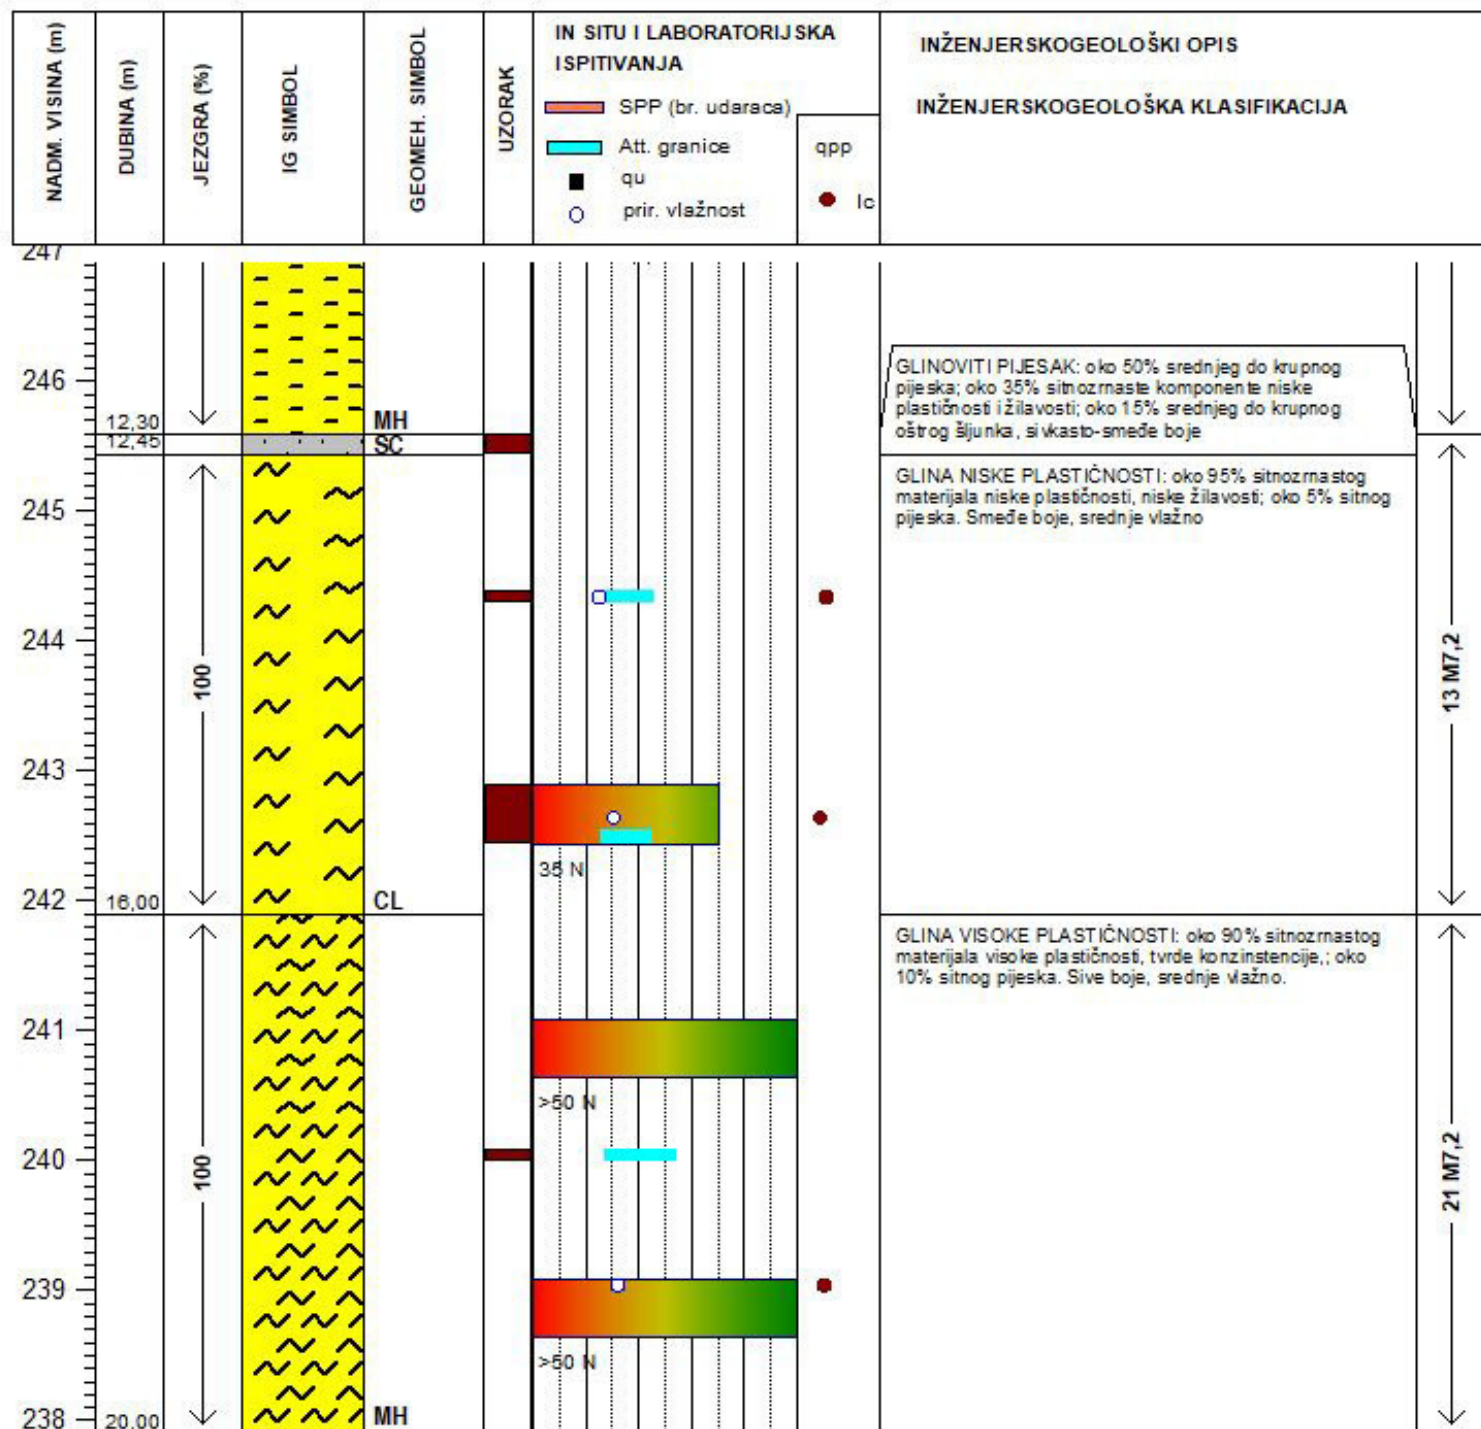 NADM. VISINA (m)
DUBINA (m)
JEZGRA (%)
IG SIMBOL
GEOMEH. SIMBOL
UZORAK
IN SITU I LABORATORIJSKA
ISPITIVANJA
SPP (br. udaraca)
Att. granice
qu
prir. vlažnost
qpp
Ic
INŽENJERSKOGEOLOŠKI OPIS
INŽENJERSKOGEOLOŠKA KLASIFIKACIJA
247
246
12,30
MH
12,45
SC
GLINOVITI PIJESAK: oko 50% srednjeg do krupnog
pijeska; oko 35% sitnozrnaste komponente niske
plastičnosti i žilavosti; oko 15% srednjeg do krupnog
oštrog šljunka, sivkasto-smeđe boje
GLINA NISKE PLASTIČNOSTI: oko 95% sitnozrnastog
materijala niske plastičnosti, niske žilavosti; oko 5% sitnog
pijeska. Smeđe boje, srednje vlažno
245
244
100
13 M7,2
243
35 N
242
16,00
CL
GLINA VISOKE PLASTIČNOSTI: oko 90% sitnozrnastog
materijala visoke plastičnosti, tvrde konzinstencije,; oko
10% sitnog pijeska. Sive boje, srednje vlažno.
241
>50 N
240
100
21 M7,2
239
>50 N
238
20,00
MH